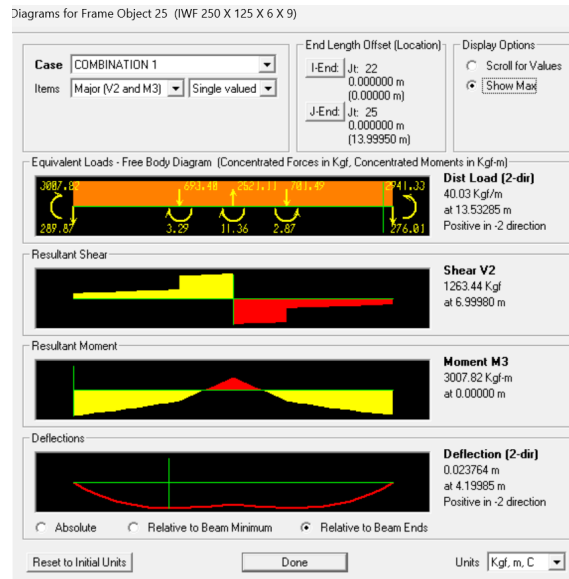 Diagrams for Frame Object 25 (IWF 250 X 125 X 6 X 9)
Case COMBINATION 1
Items Major (V2 and M3) Single valued
End Length Offset (Location)
I-End: Jt: 22
0.000000 m
(0.00000 m)
J-End: Jt: 25
0.000000 m
(13.99950 m)
Display Options
Scroll for Values
Show Max
Equivalent Loads - Free Body Diagram (Concentrated Forces in Kgf, Concentrated Moments in Kgf-m)
3007.82 693.40 2521.11 701.49 2941.33
289.87 3.29 11.36 2.87 276.01
Dist Load (2-dir)
40.03 Kgf/m
at 13.53285 m
Positive in -2 direction
Resultant Shear
Shear V2
1263.44 Kgf
at 6.99980 m
Resultant Moment
Moment M3
3007.82 Kgf-m
at 0.00000 m
Deflections
Deflection (2-dir)
0.023764 m
at 4.19985 m
Positive in -2 direction
Absolute Relative to Beam Minimum Relative to Beam Ends
Reset to Initial Units Done Units Kgf, m, C